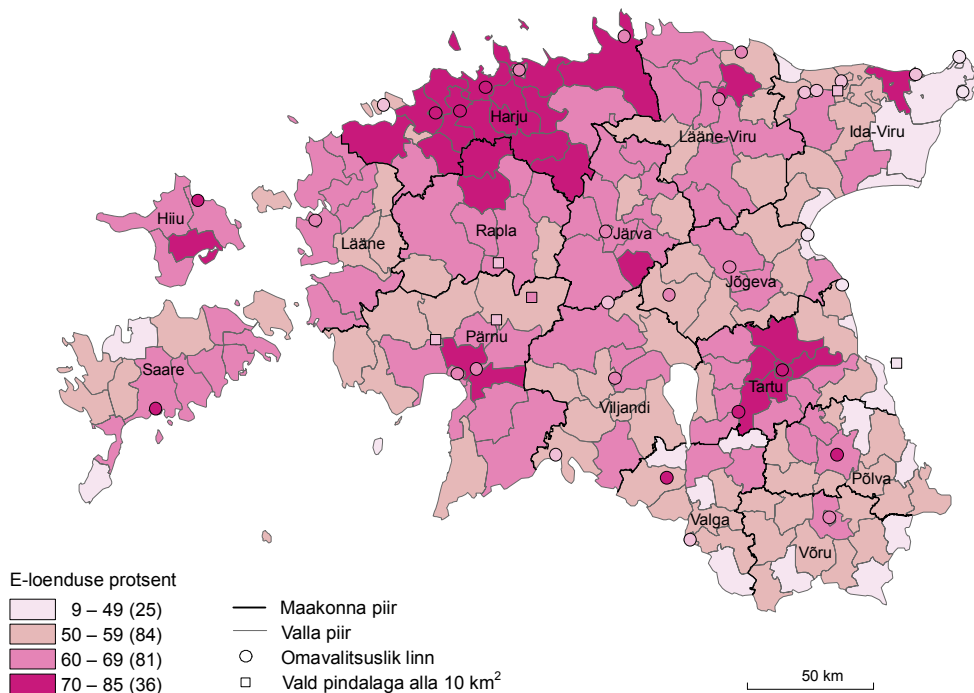 Harju
Lääne-Viru
Ida-Viru
Hiiu
Lääne
Rapla
Järva
Jõgeva
Saare
Pärnu
Tartu
Viljandi
Põlva
Valga
Võru
E-loenduse protsent
9 – 49 (25)
50 – 59 (84)
60 – 69 (81)
70 – 85 (36)
Maakonna piir
Valla piir
Omavalitsuslik linn
Vald pindalaga alla 10 km²
50 km